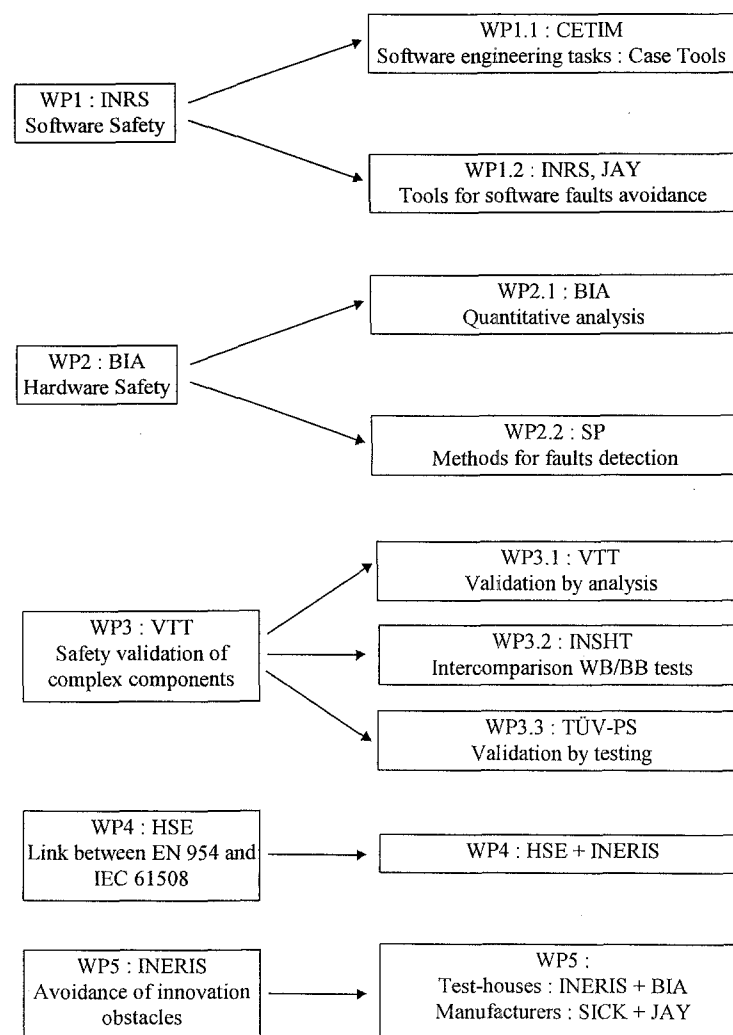 WP1 : INRS
Software Safety
WP1.1 : CETIM
Software engineering tasks : Case Tools
WP1.2 : INRS, JAY
Tools for software faults avoidance
WP2 : BIA
Hardware Safety
WP2.1 : BIA
Quantitative analysis
WP2.2 : SP
Methods for faults detection
WP3 : VTT
Safety validation of
complex components
WP3.1 : VTT
Validation by analysis
WP3.2 : INSHT
Intercomparison WB/BB tests
WP3.3 : TÜV-PS
Validation by testing
WP4 : HSE
Link between EN 954 and
IEC 61508
WP4 : HSE + INERIS
WP5 : INERIS
Avoidance of innovation
obstacles
WP5 :
Test-houses : INERIS + BIA
Manufacturers : SICK + JAY